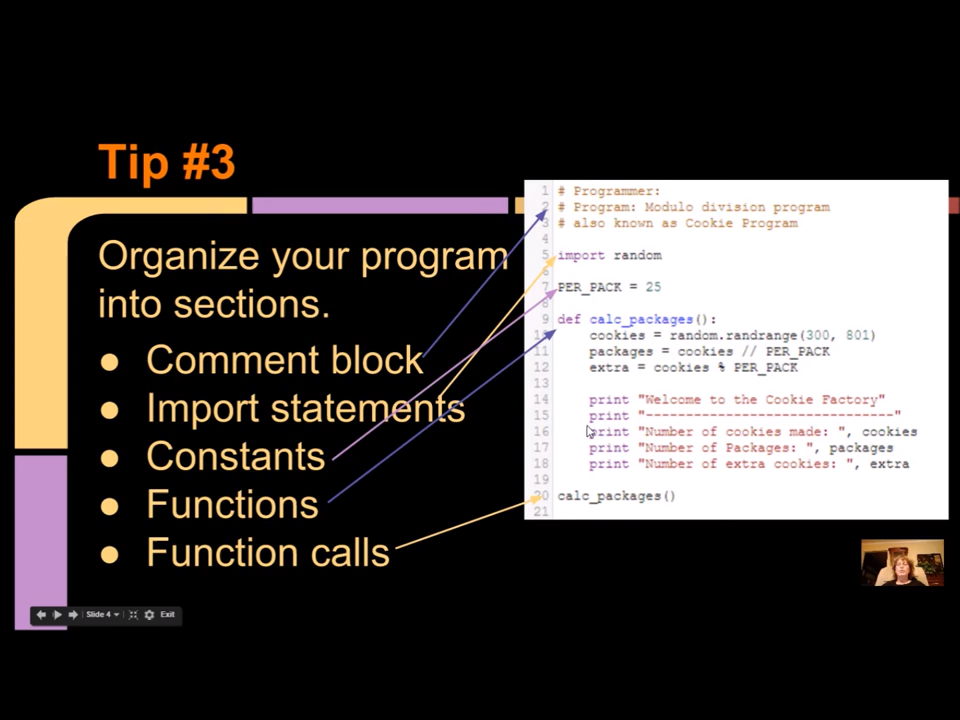 Tip #3
Organize your program
into sections.
● Comment block
● Import statements
● Constants
● Functions
● Function calls
1 # Programmer:
2 # Program: Modulo division program
3 # also known as Cookie Program
4
5 import random
6
7 PER_PACK = 25
8
9 def calc_packages():
10 cookies = random.randrange(300, 801)
11 packages = cookies // PER_PACK
12 extra = cookies % PER_PACK
13
14 print "Welcome to the Cookie Factory"
15 print "-------------------------------"
16 print "Number of cookies made: ", cookies
17 print "Number of Packages: ", packages
18 print "Number of extra cookies: ", extra
19
20 calc_packages()
21
Slide 4 Exit